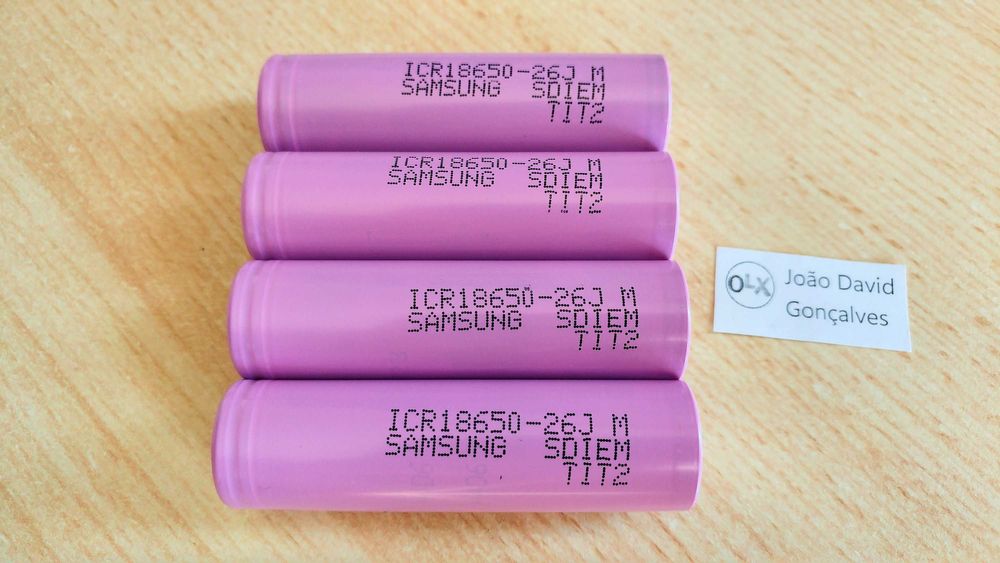 ICR18650-26J M
SAMSUNG SDIEM
TIT2
ICR18650-26J M
SAMSUNG SDIEM
TIT2
ICR18650-26J M
SAMSUNG SDIEM
TIT2
ICR18650-26J M
SAMSUNG SDIEM
TIT2
OLX
João David
Gonçalves